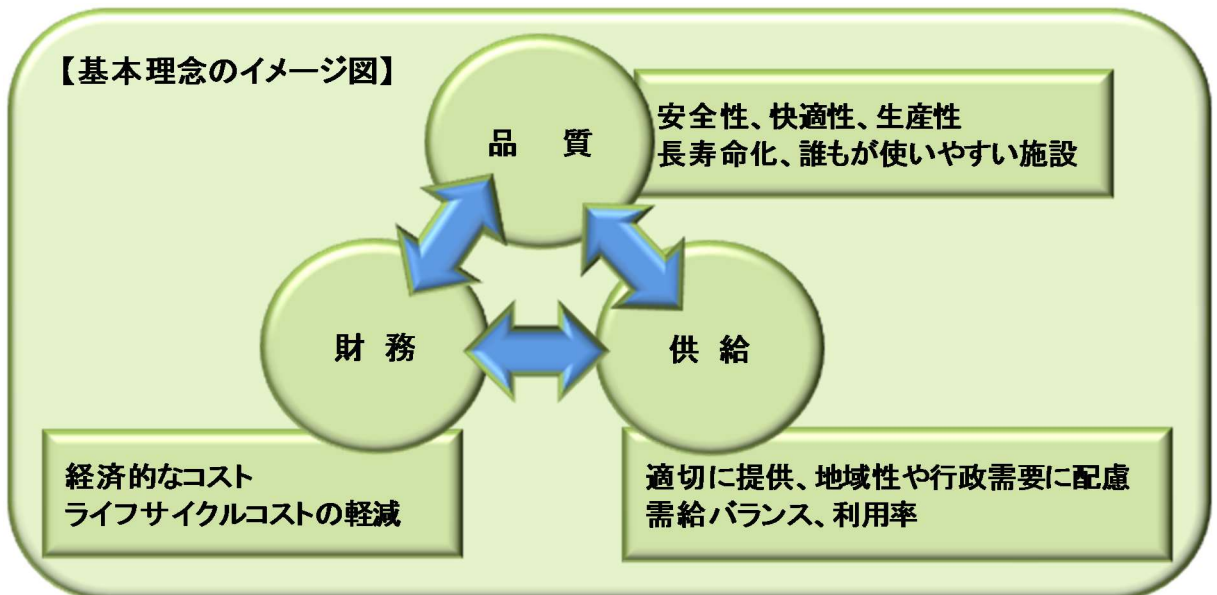 【基本理念のイメージ図】
品 質
安全性、快適性、生産性
長寿命化、誰もが使いやすい施設
財 務
供 給
経済的なコスト
ライフサイクルコストの軽減
適切に提供、地域性や行政需要に配慮
需給バランス、利用率